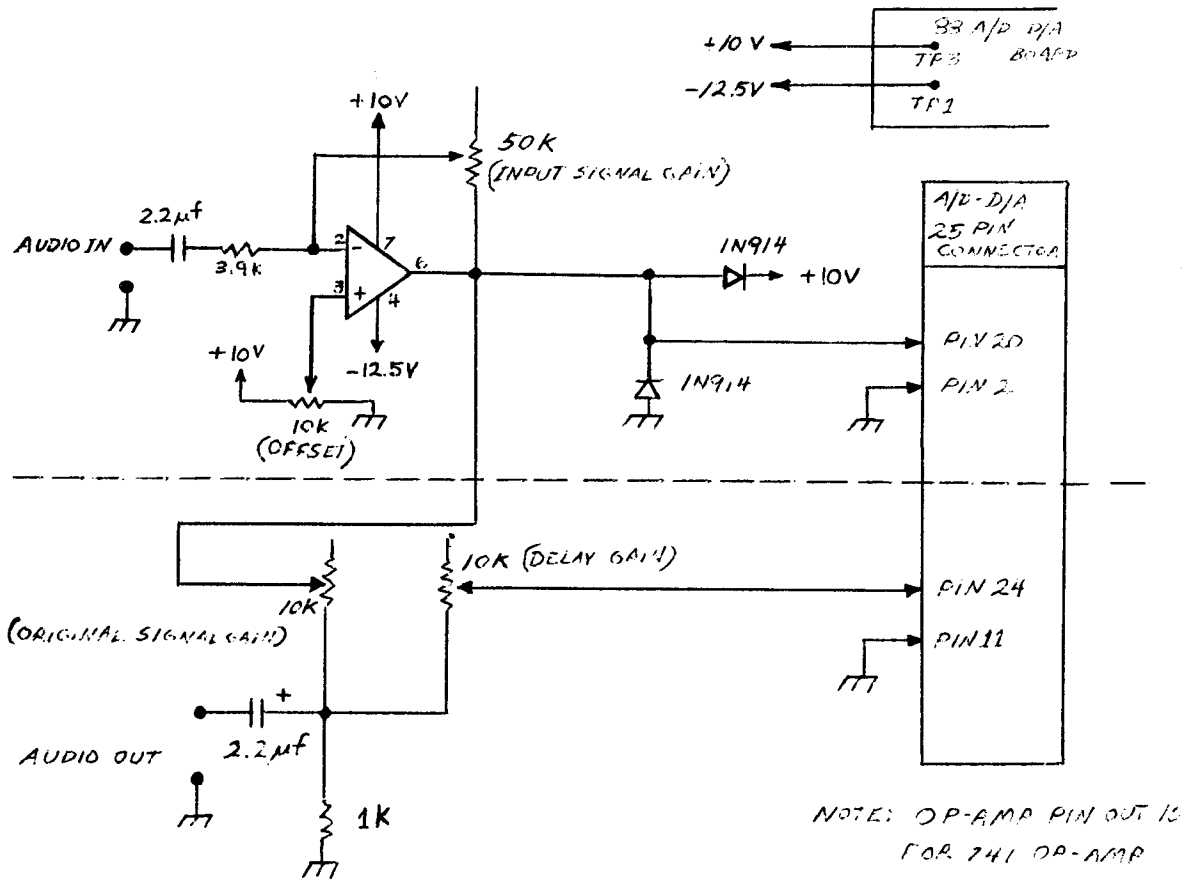 88 A/D D/A
BOARD
+10V
TP3
-12.5V
TP1
+10V
50K
(INPUT SIGNAL GAIN)
A/D-D/A
25 PIN
CONNECTOR
2.2µf
AUDIO IN
3.9K
2
-
7
6
3
+
4
1N914
+10V
-12.5V
+10V
10K
(OFFSET)
1N914
PIN 20
PIN 2
10K (DELAY GAIN)
10K
PIN 24
(ORIGINAL SIGNAL GAIN)
PIN 11
+
2.2µf
AUDIO OUT
1K
NOTE: OP-AMP PIN OUT IS
FOR 741 OP-AMP